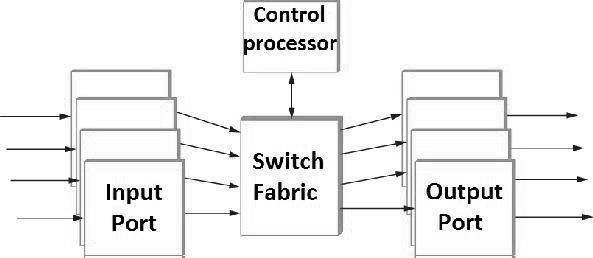 Control
processor
Switch
Fabric
Input
Port
Output
Port